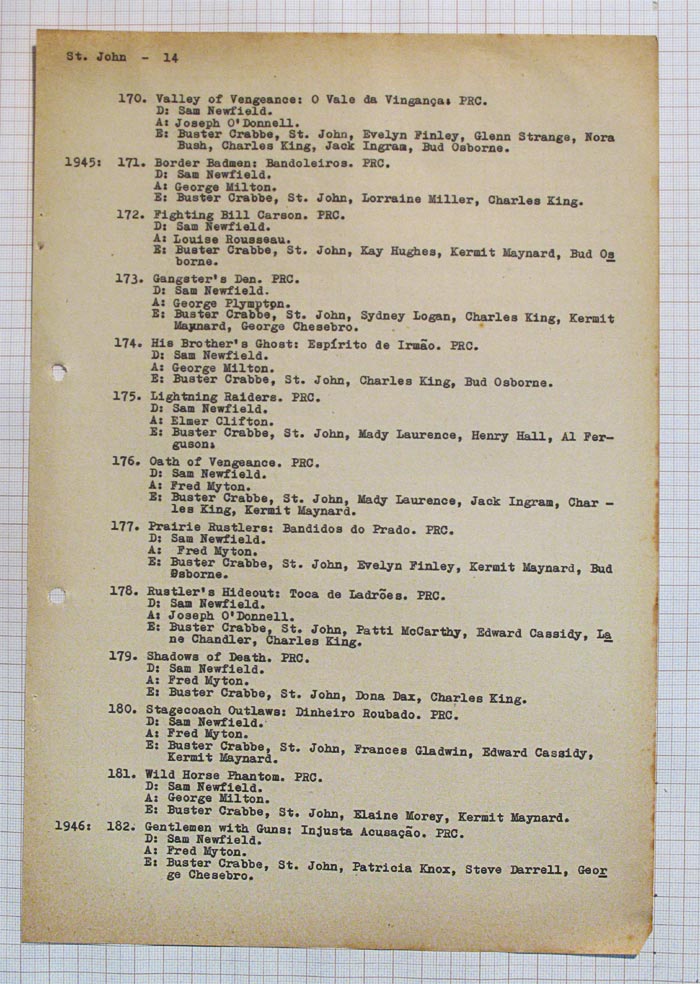 St. John - 14
170. Valley of Vengeance: O Vale da Vingança. PRC.
D: Sam Newfield.
A: Joseph O'Donnell.
E: Buster Crabbe, St. John, Evelyn Finley, Glenn Strange, Nora
Bush, Charles King, Jack Ingram, Bud Osborne.
1945: 171. Border Badmen: Bandoleiros. PRC.
D: Sam Newfield.
A: George Milton.
E: Buster Crabbe, St. John, Lorraine Miller, Charles King.
172. Fighting Bill Carson. PRC.
D: Sam Newfield.
A: Louise Rousseau.
E: Buster Crabbe, St. John, Kay Hughes, Kermit Maynard, Bud Os
borne.
173. Gangster's Den. PRC.
D: Sam Newfield.
A: George Plympton.
E: Buster Crabbe, St. John, Sydney Logan, Charles King, Kermit
Maynard, George Chesebro.
174. His Brother's Ghost: Espírito de Irmão. PRC.
D: Sam Newfield.
A: George Milton.
E: Buster Crabbe, St. John, Charles King, Bud Osborne.
175. Lightning Raiders. PRC.
D: Sam Newfield.
A: Elmer Clifton.
E: Buster Crabbe, St. John, Mady Laurence, Henry Hall, Al Fer-
guson.
176. Oath of Vengeance. PRC.
D: Sam Newfield.
A: Fred Myton.
E: Buster Crabbe, St. John, Mady Laurence, Jack Ingram, Char -
les King, Kermit Maynard.
177. Prairie Rustlers: Bandidos do Prado. PRC.
D: Sam Newfield.
A: Fred Myton.
E: Buster Crabbe, St. John, Evelyn Finley, Kermit Maynard, Bud
Osborne.
178. Rustler's Hideout: Toca de Ladrões. PRC.
D: Sam Newfield.
A: Joseph O'Donnell.
E: Buster Crabbe, St. John, Patti McCarthy, Edward Cassidy, La
ne Chandler, Charles King.
179. Shadows of Death. PRC.
D: Sam Newfield.
A: Fred Myton.
E: Buster Crabbe, St. John, Dona Dax, Charles King.
180. Stagecoach Outlaws: Dinheiro Roubado. PRC.
D: Sam Newfield.
A: Fred Myton.
E: Buster Crabbe, St. John, Frances Gladwin, Edward Cassidy,
Kermit Maynard.
181. Wild Horse Phantom. PRC.
D: Sam Newfield.
A: George Milton.
E: Buster Crabbe, St. John, Elaine Morey, Kermit Maynard.
1946: 182. Gentlemen with Guns: Injusta Acusação. PRC.
D: Sam Newfield.
A: Fred Myton.
E: Buster Crabbe, St. John, Patricia Knox, Steve Darrell, Geor
ge Chesebro.